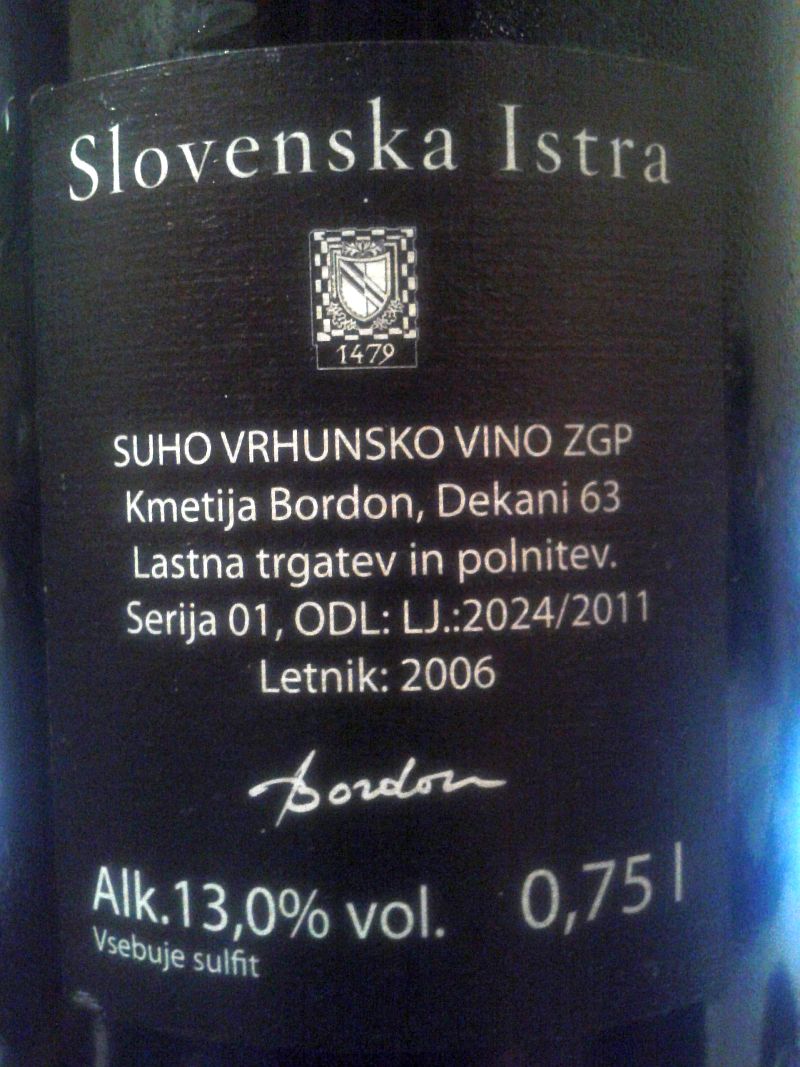 Slovenska Istra
1479
SUHO VRHUNSKO VINO ZGP
Kmetija Bordon, Dekani 63
Lastna trgatev in polnitev.
Serija 01, ODL: LJ.:2024/2011
Letnik: 2006
Bordon
Alk.13,0% vol. 0,75 l
Vsebuje sulfit